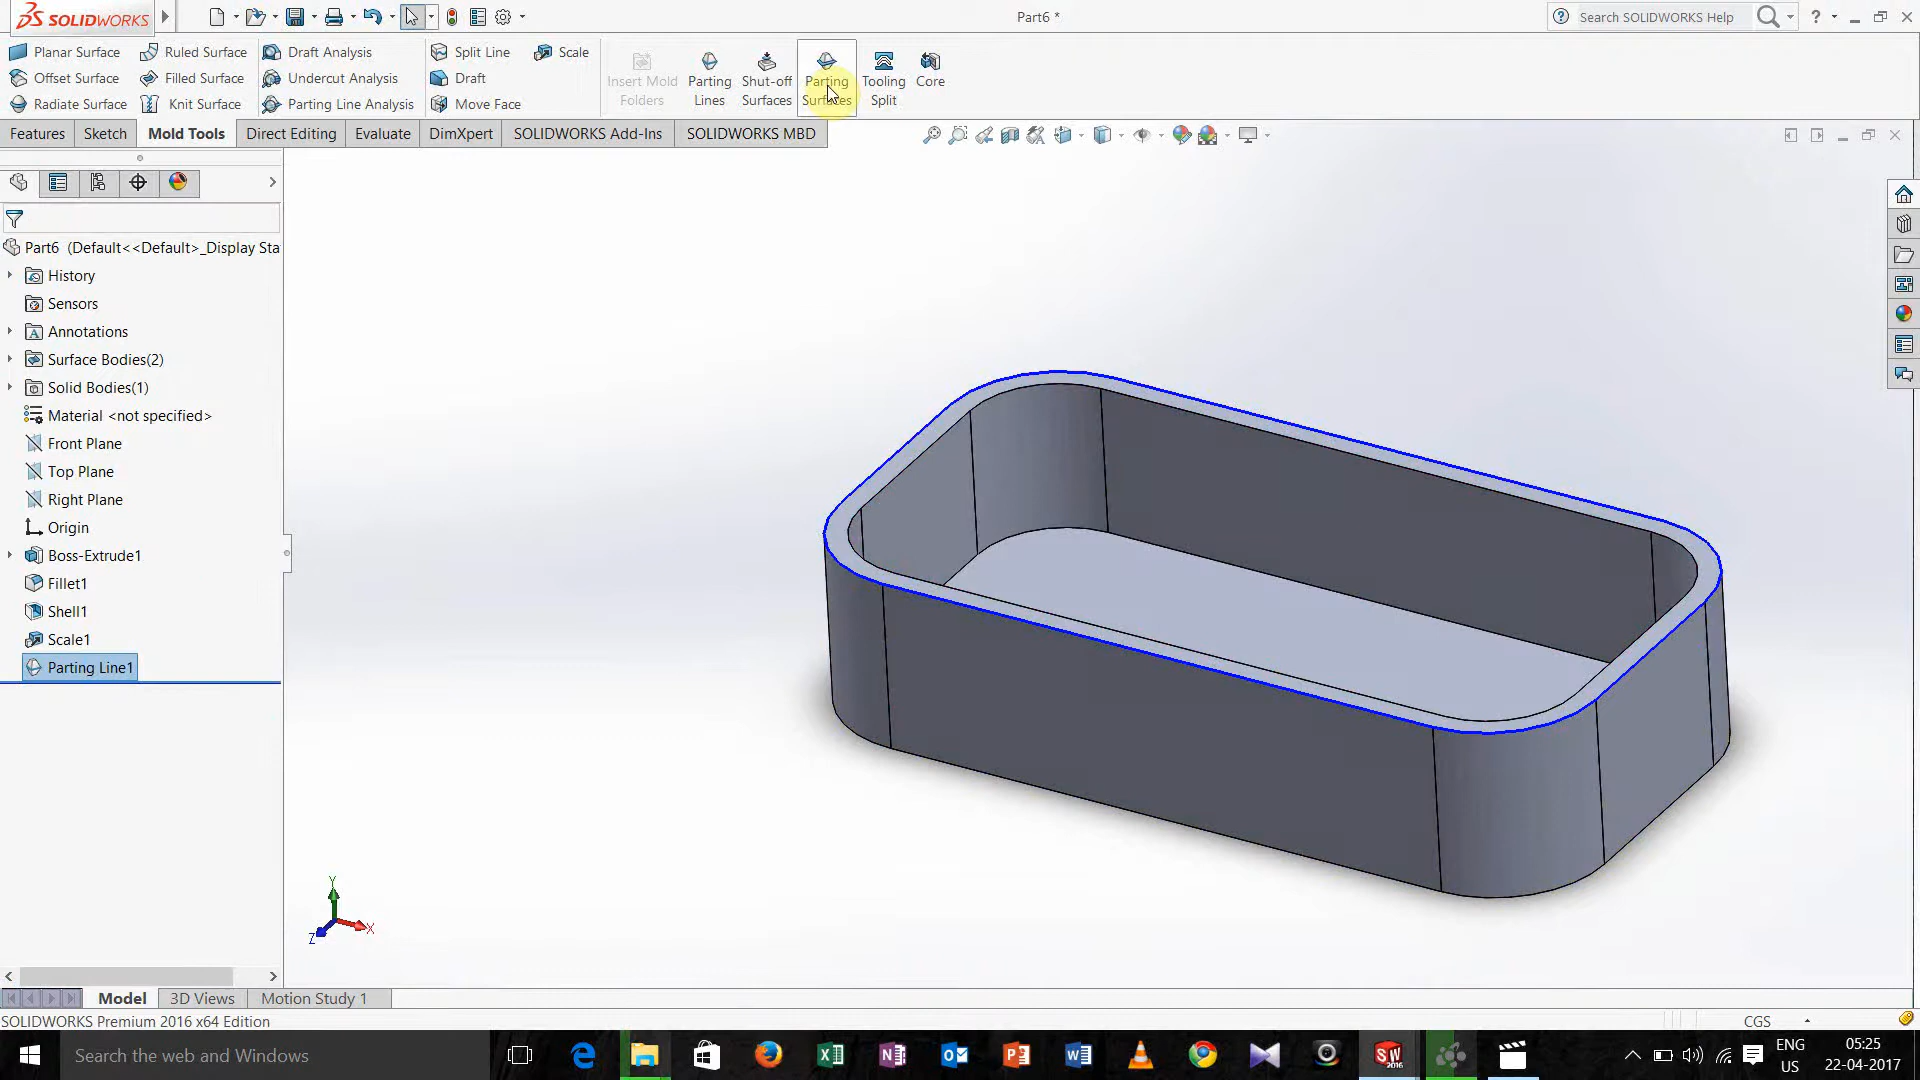 SOLIDWORKS
Part6 *
Search SOLIDWORKS Help
Planar Surface
Ruled Surface
Draft Analysis
Split Line
Scale
Offset Surface
Filled Surface
Undercut Analysis
Draft
Radiate Surface
Knit Surface
Parting Line Analysis
Move Face
Insert Mold
Folders
Parting
Lines
Shut-off
Surfaces
Parting
Surfaces
Tooling
Split
Core
Features
Sketch
Mold Tools
Direct Editing
Evaluate
DimXpert
SOLIDWORKS Add-Ins
SOLIDWORKS MBD
Part6 (Default<<Default>_Display Sta
History
Sensors
Annotations
Surface Bodies(2)
Solid Bodies(1)
Material <not specified>
Front Plane
Top Plane
Right Plane
Origin
Boss-Extrude1
Fillet1
Shell1
Scale1
Parting Line1
Y
X
Z
Model
3D Views
Motion Study 1
SOLIDWORKS Premium 2016 x64 Edition
CGS
Search the web and Windows
SW
2016
ENG
US
05:25
22-04-2017